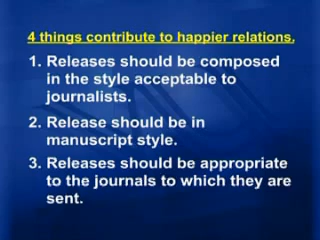 4 things contribute to happier relations.
1. Releases should be composed
in the style acceptable to
journalists.
2. Release should be in
manuscript style.
3. Releases should be appropriate
to the journals to which they are
sent.